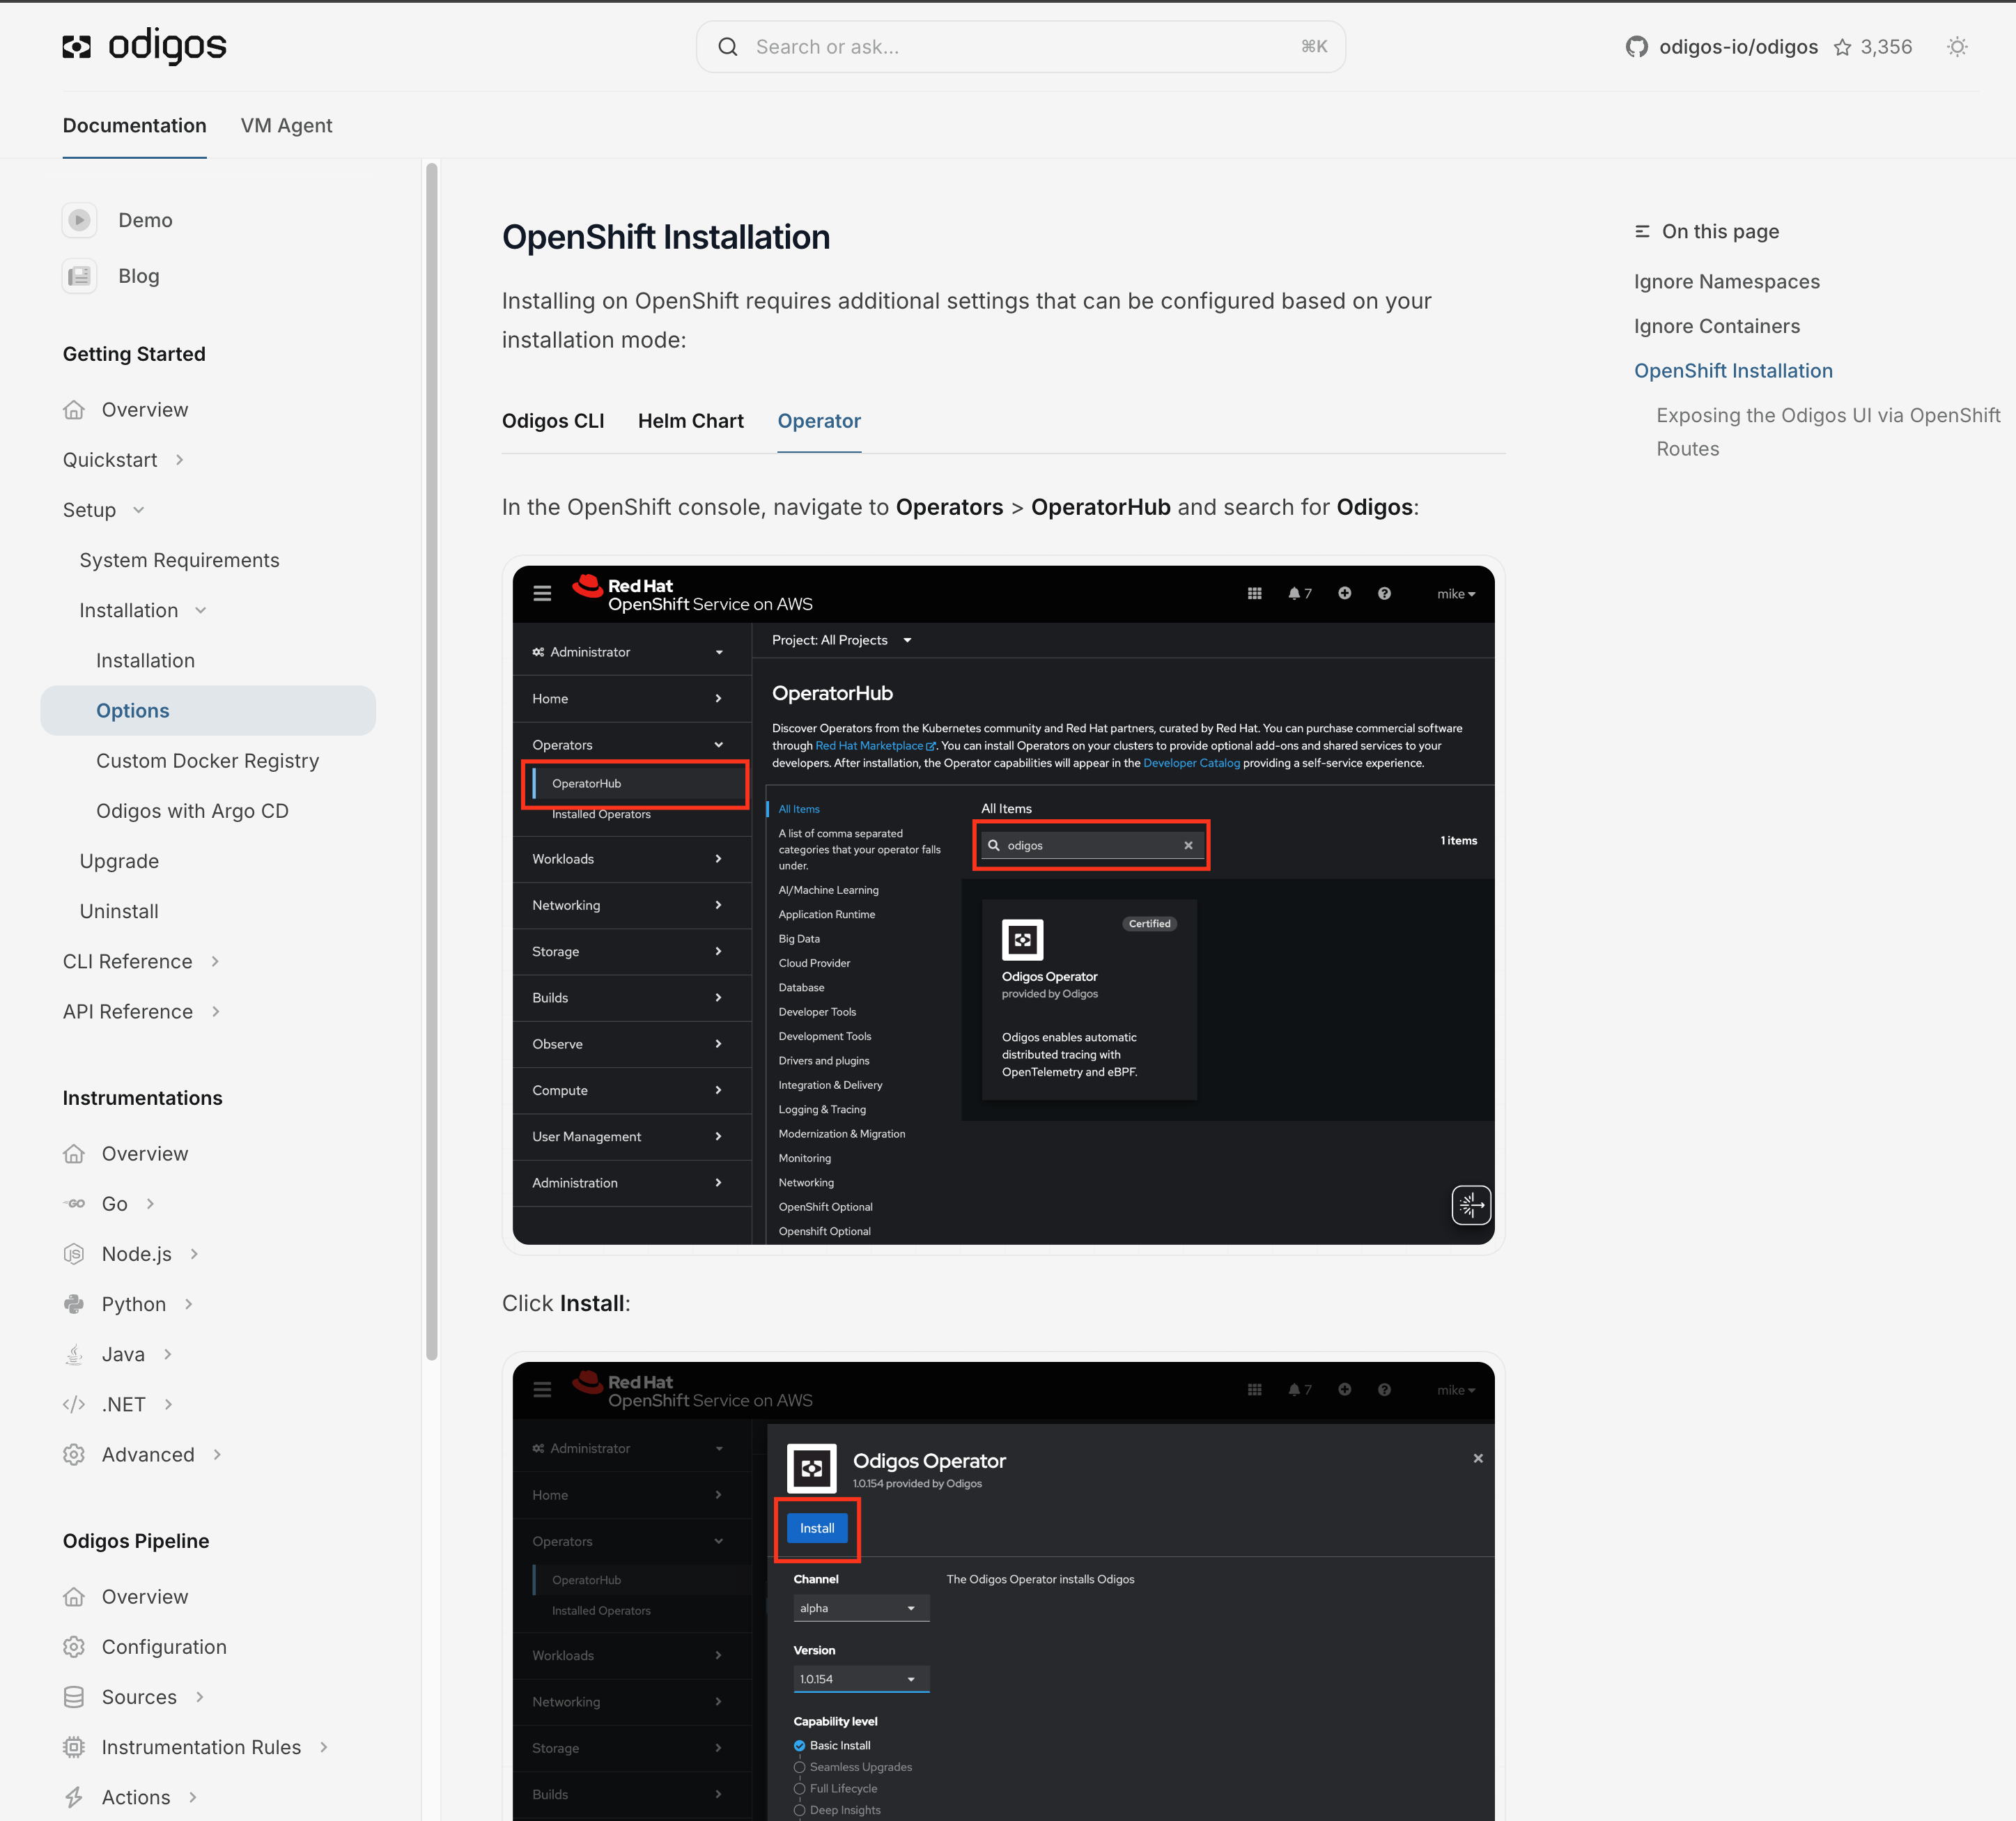 odigos
Search or ask...
⌘K
odigos-io/odigos
3,356
Documentation
VM Agent
Demo
Blog
Getting Started
Overview
Quickstart
Setup
System Requirements
Installation
Installation
Options
Custom Docker Registry
Odigos with Argo CD
Upgrade
Uninstall
CLI Reference
API Reference
Instrumentations
Overview
GO
Go
JS
Node.js
Python
Java
</>
.NET
Advanced
Odigos Pipeline
Overview
Configuration
Sources
Instrumentation Rules
Actions
OpenShift Installation
Installing on OpenShift requires additional settings that can be configured based on your
installation mode:
Odigos CLI
Helm Chart
Operator
In the OpenShift console, navigate to Operators > OperatorHub and search for Odigos:
Red Hat
OpenShift Service on AWS
7
mike
Administrator
Home
Operators
OperatorHub
Installed Operators
Workloads
Networking
Storage
Builds
Observe
Compute
User Management
Administration
Project: All Projects
OperatorHub
Discover Operators from the Kubernetes community and Red Hat partners, curated by Red Hat. You can purchase commercial software
through Red Hat Marketplace. You can install Operators on your clusters to provide optional add-ons and shared services to your
developers. After installation, the Operator capabilities will appear in the Developer Catalog providing a self-service experience.
All Items
A list of comma separated
categories that your operator falls
under.
AI/Machine Learning
Application Runtime
Big Data
Cloud Provider
Database
Developer Tools
Development Tools
Drivers and plugins
Integration & Delivery
Logging & Tracing
Modernization & Migration
Monitoring
Networking
OpenShift Optional
Openshift Optional
All Items
odigos
1 items
Certified
Odigos Operator
provided by Odigos
Odigos enables automatic
distributed tracing with
OpenTelemetry and eBPF.
Click Install:
Red Hat
OpenShift Service on AWS
7
mike
Administrator
Home
Operators
OperatorHub
Installed Operators
Workloads
Networking
Storage
Builds
Odigos Operator
1.0.154 provided by Odigos
Install
Channel
alpha
Version
1.0.154
Capability level
Basic Install
Seamless Upgrades
Full Lifecycle
Deep Insights
The Odigos Operator installs Odigos
On this page
Ignore Namespaces
Ignore Containers
OpenShift Installation
Exposing the Odigos UI via OpenShift
Routes